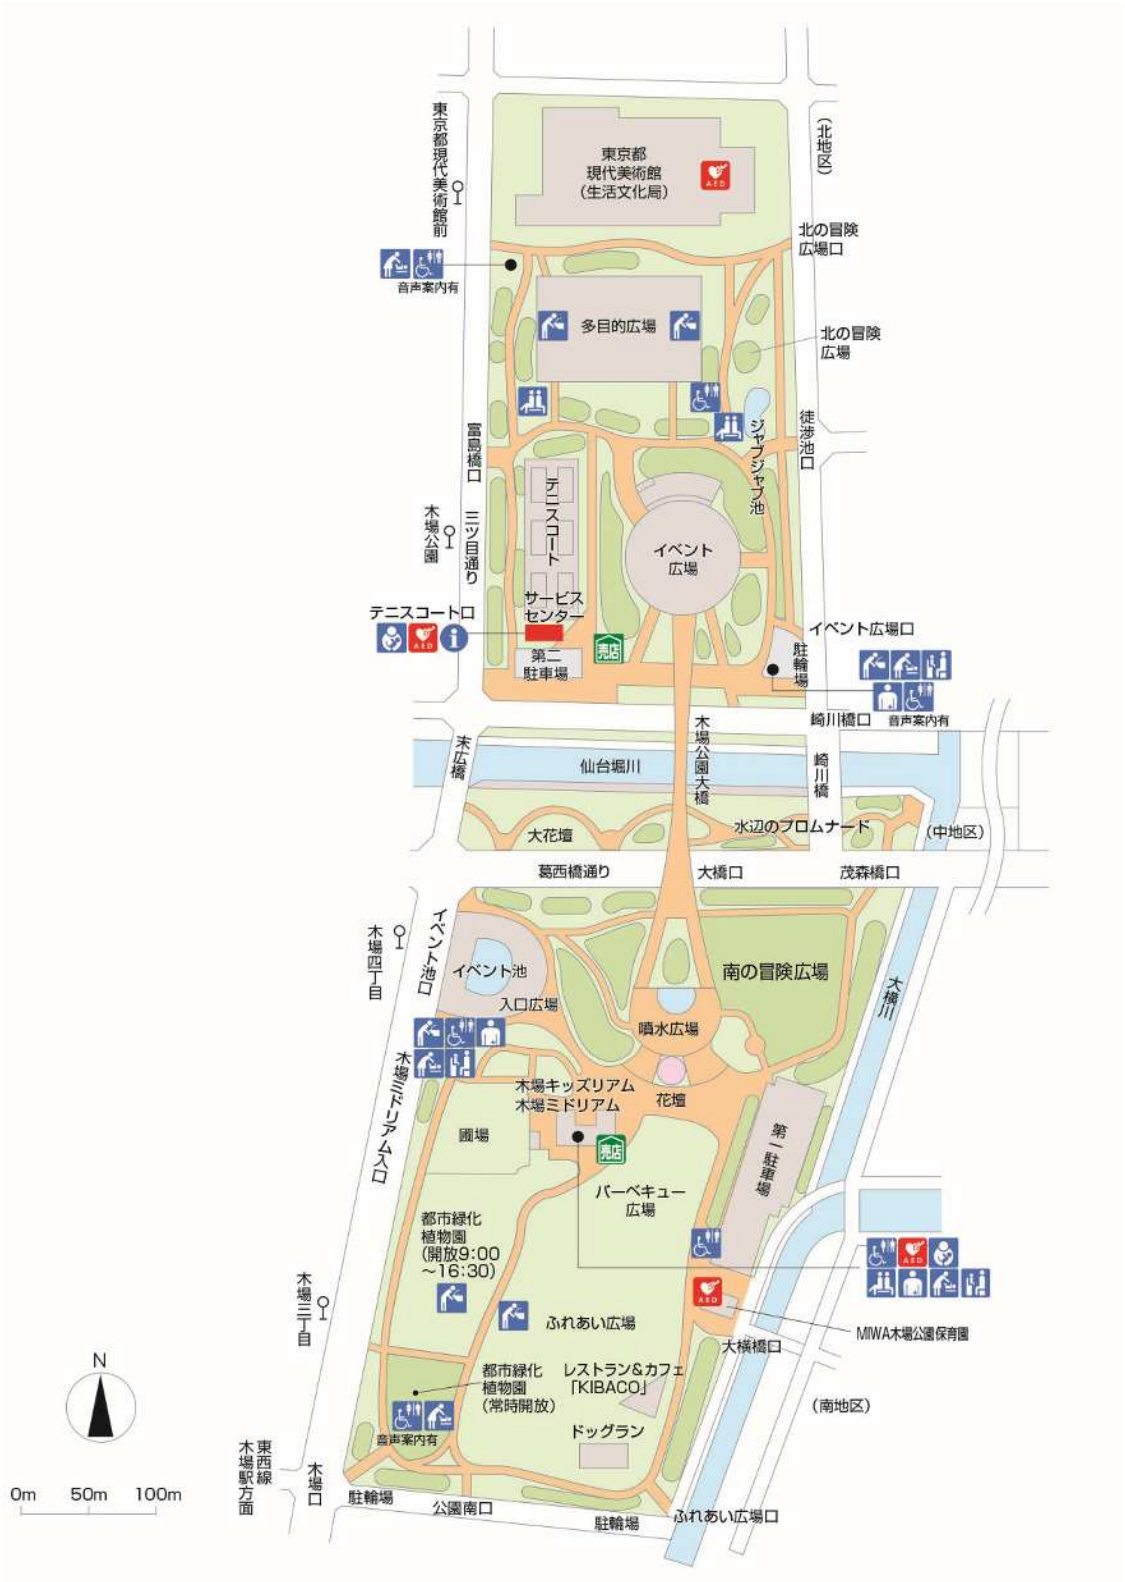 東京都現代美術館前
(北地区)
東京都
現代美術館
(生活文化局)
AED
北の冒険
広場口
音声案内有
多目的広場
北の冒険
広場
富島橋口
徒渉池口
ジャブジャブ池
テニスコート
木場公園
三ツ目通り
イベント
広場
テニスコート口
AED
サービス
センター
売店
第二
駐車場
イベント広場口
駐輪場
音声案内有
崎川橋口
末広橋
木場公園大橋
仙台堀川
崎川橋
大花壇
水辺のプロムナード
(中地区)
葛西橋通り
大橋口
茂森橋口
木場四丁目
イベント池口
イベント池
入口広場
南の冒険広場
大横川
噴水広場
木場ミドリアム入口
木場キッズリアム
木場ミドリアム
花壇
圃場
売店
第一駐車場
バーベキュー
広場
都市緑化
植物園
(開放9:00
~16:30)
AED
AED
木場三丁目
ふれあい広場
MIWA木場公園保育園
大横橋口
都市緑化
植物園
(常時開放)
レストラン&カフェ
「KIBACO」
N
(南地区)
音声案内有
ドッグラン
東西線
木場駅方面
木場口
0m 50m 100m
駐輪場
公園南口
駐輪場
ふれあい広場口